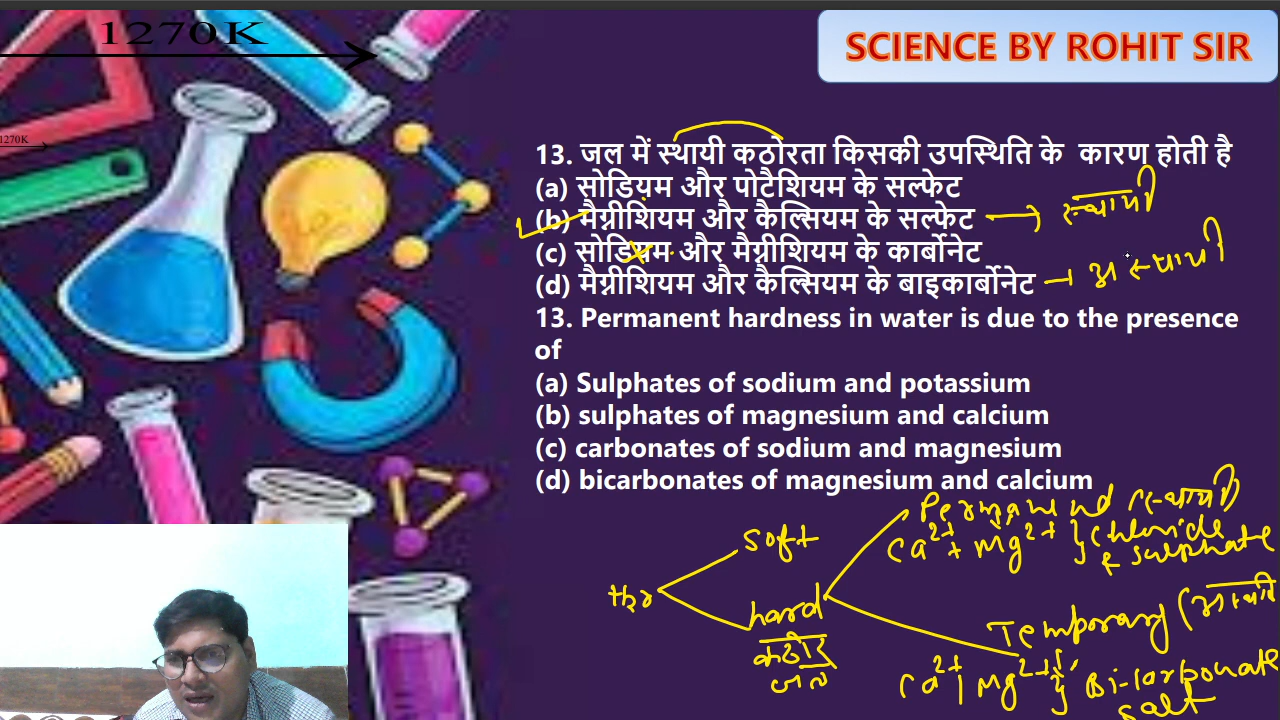 1270K
SCIENCE BY ROHIT SIR
1270K
13. जल में स्थायी कठोरता किसकी उपस्थिति के कारण होती है
(a) सोडियम और पोटैशियम के सल्फेट
(b) मैग्नीशियम और कैल्सियम के सल्फेट → स्थायी
(c) सोडियम और मैग्नीशियम के कार्बोनेट
(d) मैग्नीशियम और कैल्सियम के बाइकार्बोनेट → अस्थायी
13. Permanent hardness in water is due to the presence
of
(a) Sulphates of sodium and potassium
(b) sulphates of magnesium and calcium
(c) carbonates of sodium and magnesium
(d) bicarbonates of magnesium and calcium
स्थायी
Ca²⁺ + Mg²⁺ } Chloride
& Sulphate
Soft
H₂O
hard
कठोर
जल
Temporary (अस्थायी
Ca²⁺, Mg²⁺ } Bi-carbonate
salt